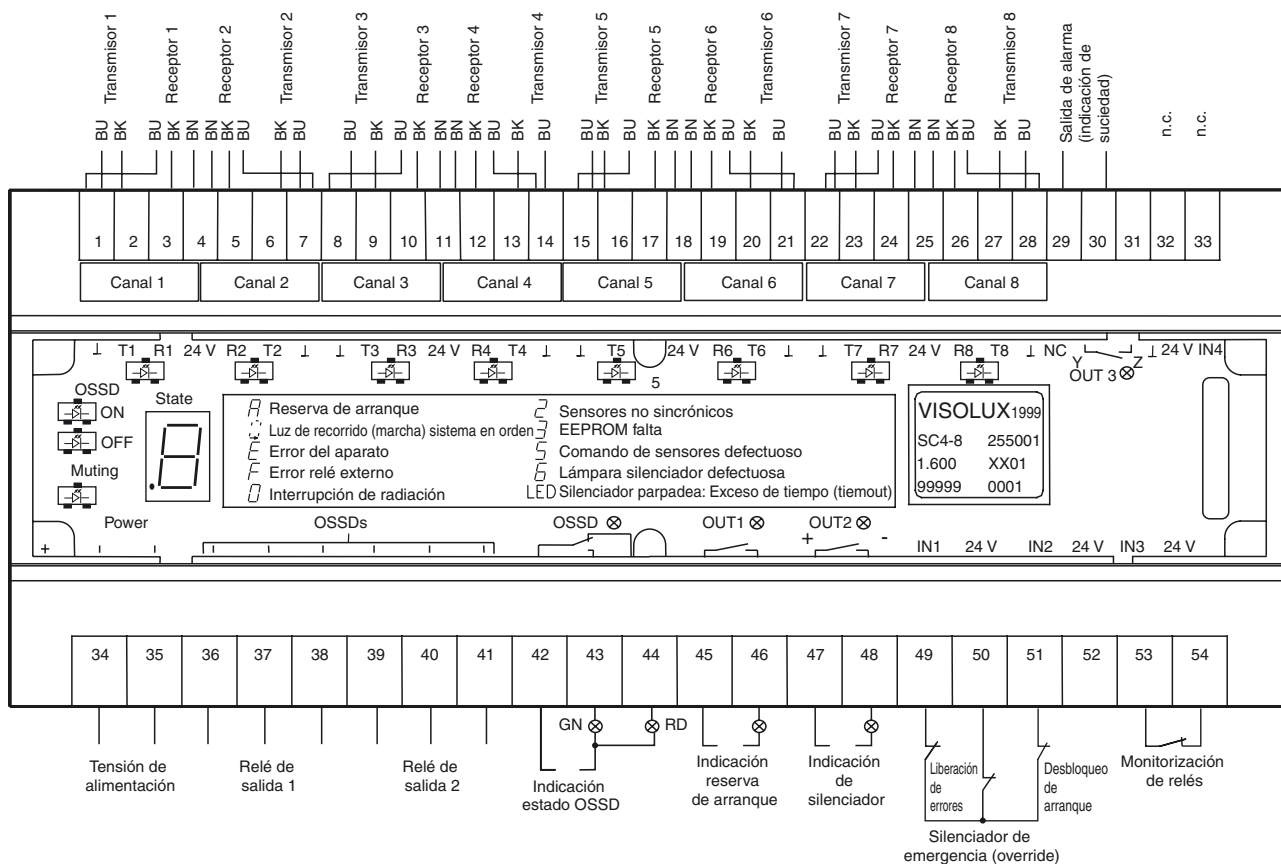 Transmisor 1
Receptor 1
Receptor 2
Transmisor 2
Transmisor 3
Receptor 3
Receptor 4
Transmisor 4
Transmisor 5
Receptor 5
Receptor 6
Transmisor 6
Transmisor 7
Receptor 7
Receptor 8
Transmisor 8
Salida de alarma
(indicación de
suciedad)
n.c.
n.c.
BU BK BU BK BN BN BK BU BK BU BU BK BU BK BN BN BK BU BK BU BU BK BU BK BN BN BK BU BK BU BU BK BU BK BN BN BK BU BK BU
1 2 3 4 5 6 7 8 9 10 11 12 13 14 15 16 17 18 19 20 21 22 23 24 25 26 27 28 29 30 31 32 33
Canal 1 Canal 2 Canal 3 Canal 4 Canal 5 Canal 6 Canal 7 Canal 8
⊥ T1 R1 24 V R2 T2 ⊥ ⊥ T3 R3 24 V R4 T4 ⊥ ⊥ T5 24 V R6 T6 ⊥ ⊥ T7 R7 24 V R8 T8 ⊥ NC Y Z ⊥ 24 V IN4
OUT 3
5
OSSD
ON
OFF
Muting
State
8.
A Reserva de arranque
Luz de recorrido (marcha) sistema en orden
E Error del aparato
F Error relé externo
0 Interrupción de radiación
2 Sensores no sincrónicos
3 EEPROM falta
5 Comando de sensores defectuoso
6 Lámpara silenciador defectuosa
LED Silenciador parpadea: Exceso de tiempo (tiemout)
VISOLUX 1999
SC4-8 255001
1.600 XX01
99999 0001
Power OSSDs OSSD OUT1 OUT2
+ + - IN1 24 V IN2 24 V IN3 24 V
34 35 36 37 38 39 40 41 42 43 44 45 46 47 48 49 50 51 52 53 54
GN RD
Tensión de
alimentación
Relé de
salida 1
Relé de
salida 2
Indicación
estado OSSD
Indicación
reserva
de arranque
Indicación
de
silenciador
Liberación
de
errores
Desbloqueo
de
arranque
Silenciador de
emergencia (override)
Monitorización
de relés